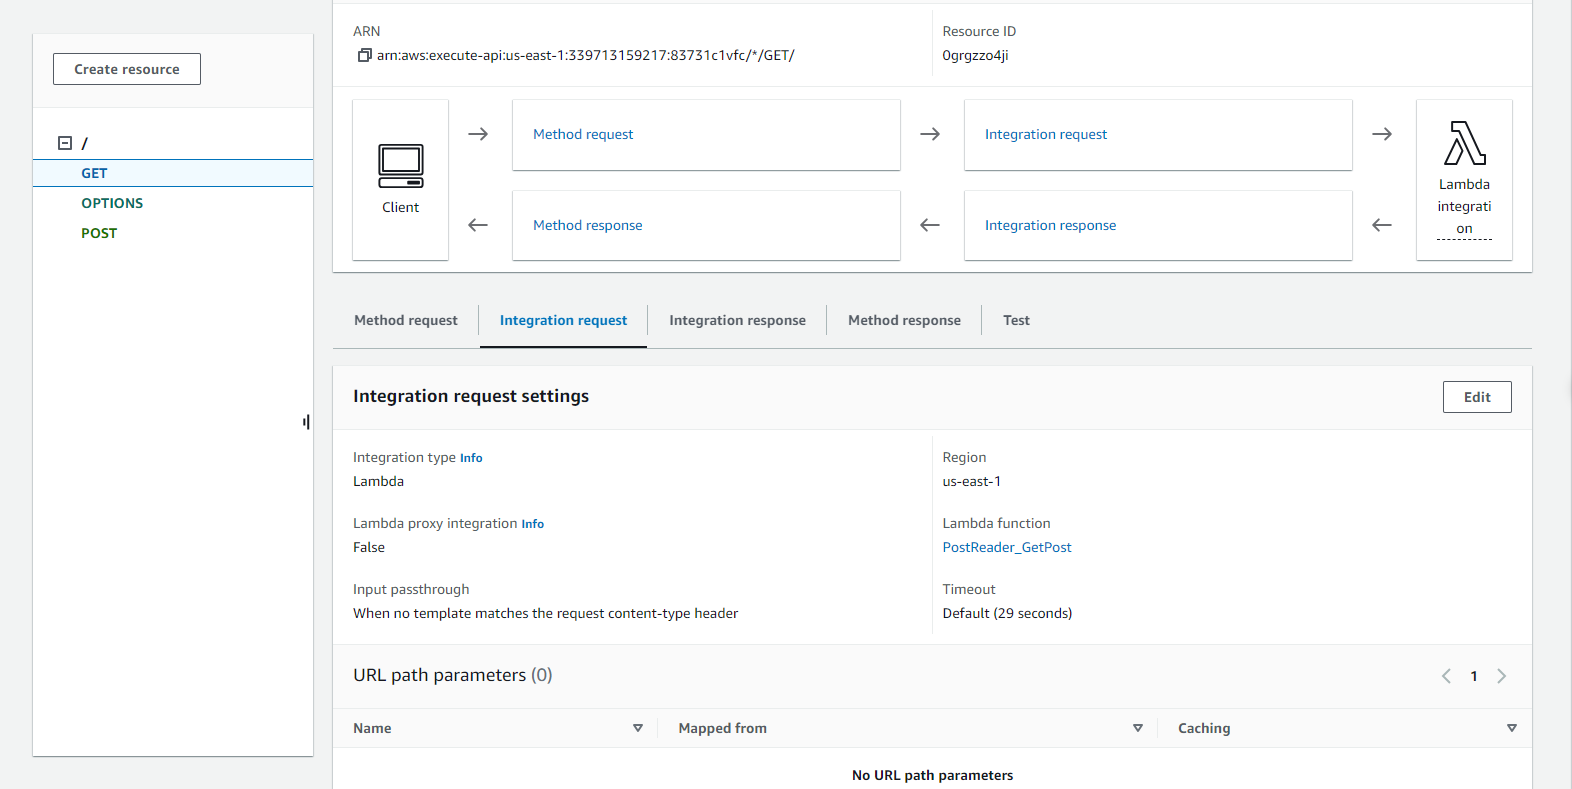 Create resource
/
GET
OPTIONS
POST
ARN
arn:aws:execute-api:us-east-1:339713159217:83731c1vfc/*/GET/
Resource ID
0grgzzo4ji
Client
Method request
Integration request
Method response
Integration response
Lambda
integrati
on
Method request
Integration request
Integration response
Method response
Test
Integration request settings
Edit
Integration type Info
Lambda
Region
us-east-1
Lambda proxy integration Info
False
Lambda function
PostReader_GetPost
Input passthrough
When no template matches the request content-type header
Timeout
Default (29 seconds)
URL path parameters (0)
1
Name
Mapped from
Caching
No URL path parameters